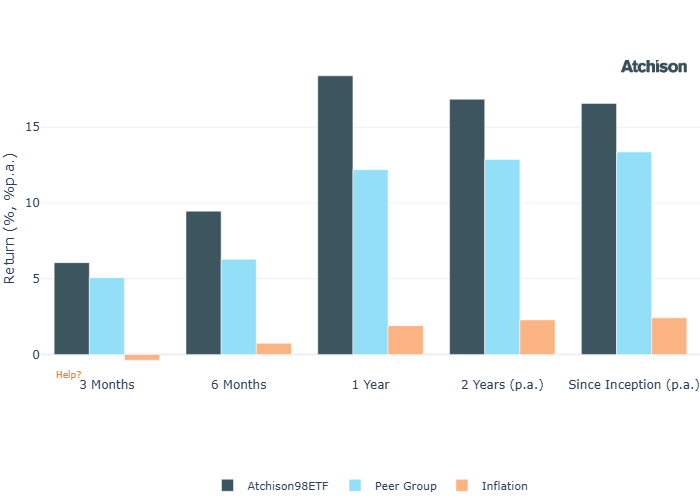 Atchison
Return (%, %p.a.)
15
10
5
0
Help?
3 Months
6 Months
1 Year
2 Years (p.a.)
Since Inception (p.a.)
Atchison98ETF
Peer Group
Inflation